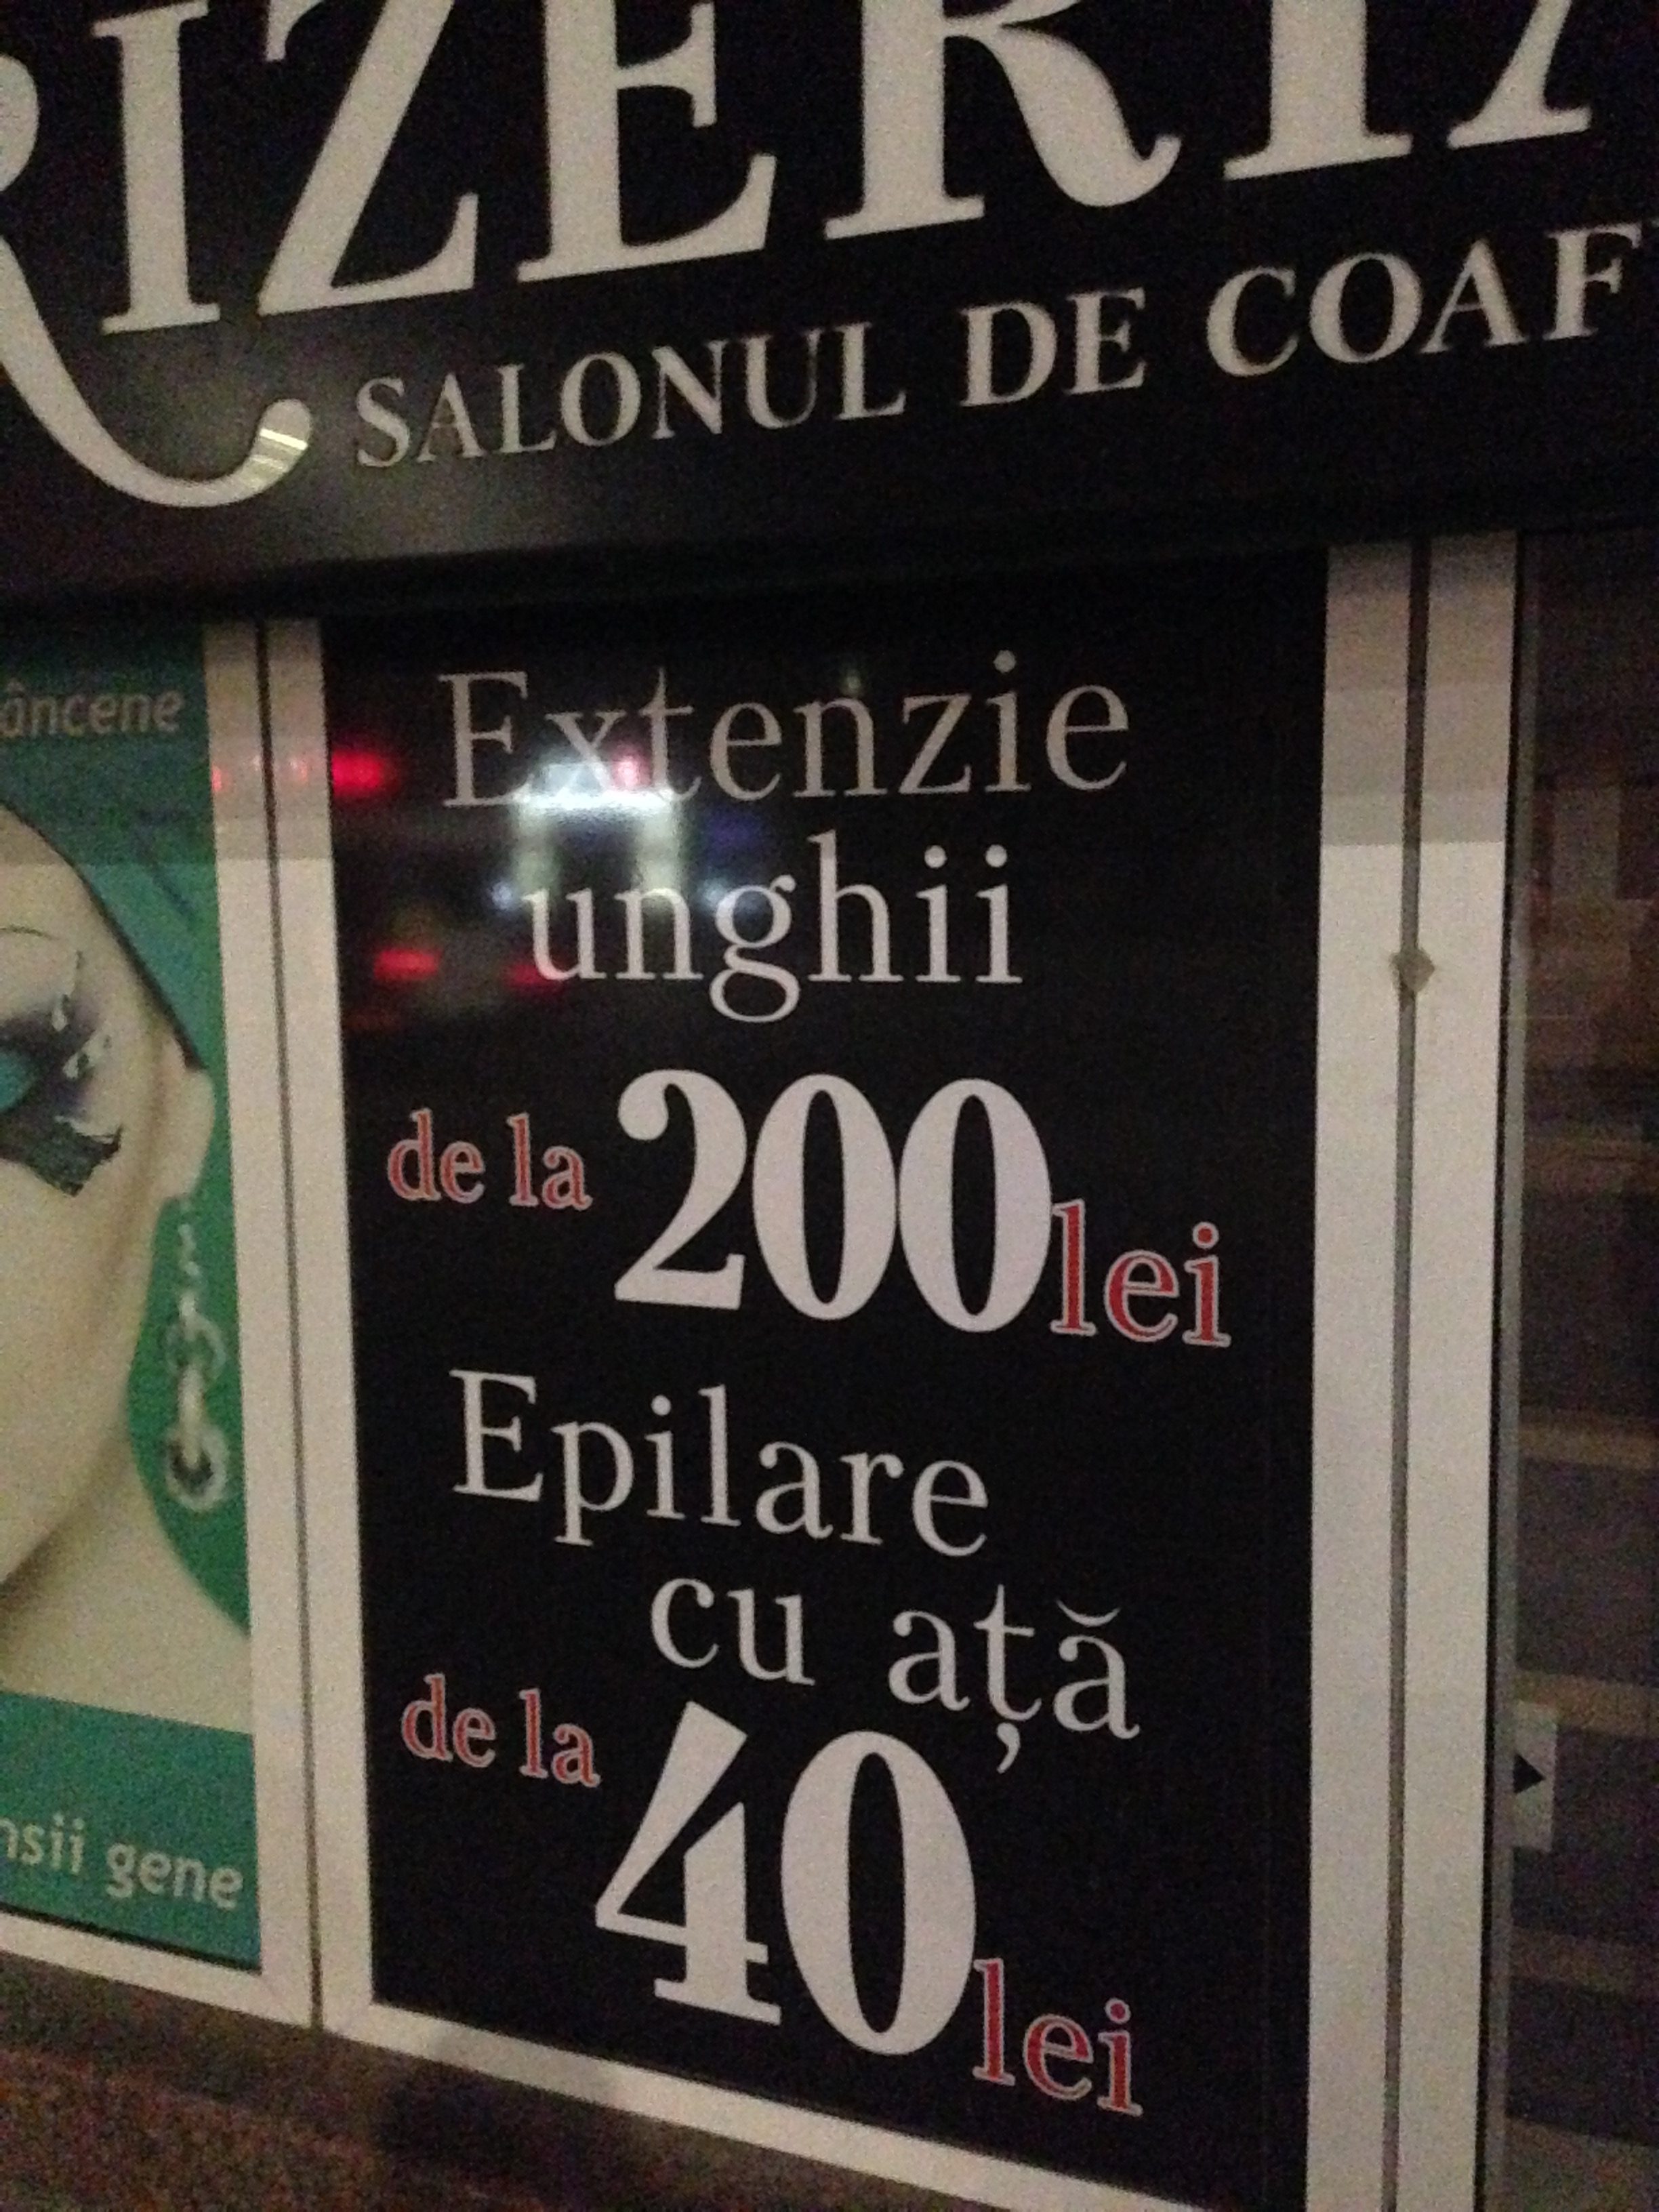 RIZERIA
SALONUL DE COAF
âncene
nsii gene
Extenzie
unghii
de la 200 lei
Epilare
cu ață
de la 40 lei